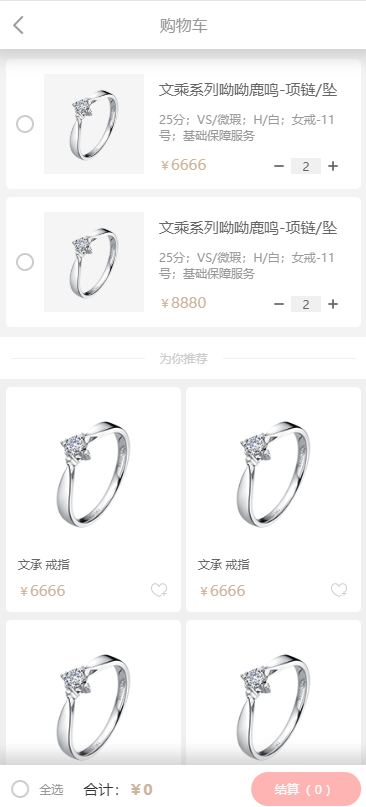 购物车
文乘系列呦呦鹿鸣-项链/坠
25分；VS/微瑕；H/白；女戒-11
号；基础保障服务
￥6666
2
文乘系列呦呦鹿鸣-项链/坠
25分；VS/微瑕；H/白；女戒-11
号；基础保障服务
￥8880
2
为你推荐
文承 戒指
文承 戒指
￥6666
￥6666
全选
合计：￥0
结算（ 0 ）